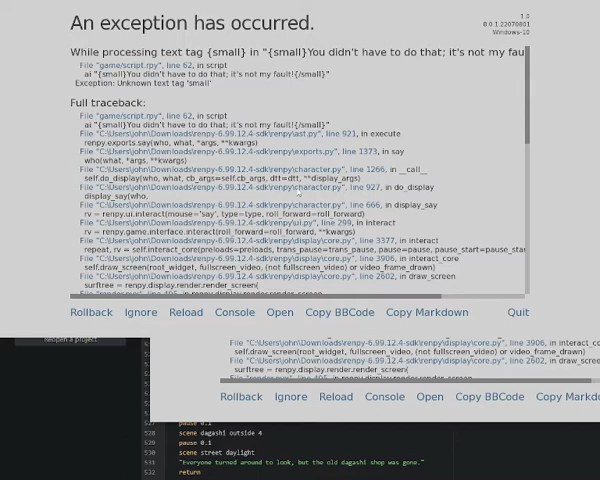 An exception has occurred.
1.0
8.0.1.22070801
Windows-10
While processing text tag {small} in "{small}You didn't have to do that; it's not my fau
File "game/script.rpy", line 62, in script
ai "{small}You didn't have to do that; it's not my fault!{/small}"
Exception: Unknown text tag 'small'
Full traceback:
File "game/script.rpy", line 62, in script
ai "{small}You didn't have to do that; it's not my fault!{/small}"
File "C:\Users\john\Downloads\renpy-6.99.12.4-sdk\renpy\ast.py", line 921, in execute
renpy.exports.say(who, what, *args, **kwargs)
File "C:\Users\john\Downloads\renpy-6.99.12.4-sdk\renpy\exports.py", line 1373, in say
who(what, *args, **kwargs)
File "C:\Users\john\Downloads\renpy-6.99.12.4-sdk\renpy\character.py", line 1266, in __call__
self.do_display(who, what, cb_args=self.cb_args, dtt=dtt, **display_args)
File "C:\Users\john\Downloads\renpy-6.99.12.4-sdk\renpy\character.py", line 927, in do_display
display_say(who,
File "C:\Users\john\Downloads\renpy-6.99.12.4-sdk\renpy\character.py", line 666, in display_say
rv = renpy.ui.interact(mouse='say', type=type, roll_forward=roll_forward)
File "C:\Users\john\Downloads\renpy-6.99.12.4-sdk\renpy\ui.py", line 299, in interact
rv = renpy.game.interface.interact(roll_forward=roll_forward, **kwargs)
File "C:\Users\john\Downloads\renpy-6.99.12.4-sdk\renpy\display\core.py", line 3377, in interact
repeat, rv = self.interact_core(preloads=preloads, trans_pause=trans_pause, pause=pause, pause_start=pause_star
File "C:\Users\john\Downloads\renpy-6.99.12.4-sdk\renpy\display\core.py", line 3906, in interact_core
self.draw_screen(root_widget, fullscreen_video, (not fullscreen_video) or video_frame_drawn)
File "C:\Users\john\Downloads\renpy-6.99.12.4-sdk\renpy\display\core.py", line 2602, in draw_screen
surftree = renpy.display.render.render_screen(
Rollback Ignore Reload Console Open Copy BBCode Copy Markdown Quit
Reopen a project
File "C:\Users\john\Downloads\renpy-6.99.12.4-sdk\renpy\display\core.py", line 3906, in interact_co
self.draw_screen(root_widget, fullscreen_video, (not fullscreen_video) or video_frame_drawn)
File "C:\Users\john\Downloads\renpy-6.99.12.4-sdk\renpy\display\core.py", line 2602, in draw_scree
surftree = renpy.display.render.render_screen(
Rollback Ignore Reload Console Open Copy BBCode Copy Markdo
pause 0.1
528 scene dagashi outside 4
529 pause 0.1
530 scene street daylight
531 "Everyone turned around to look, but the old dagashi shop was gone."
532 return